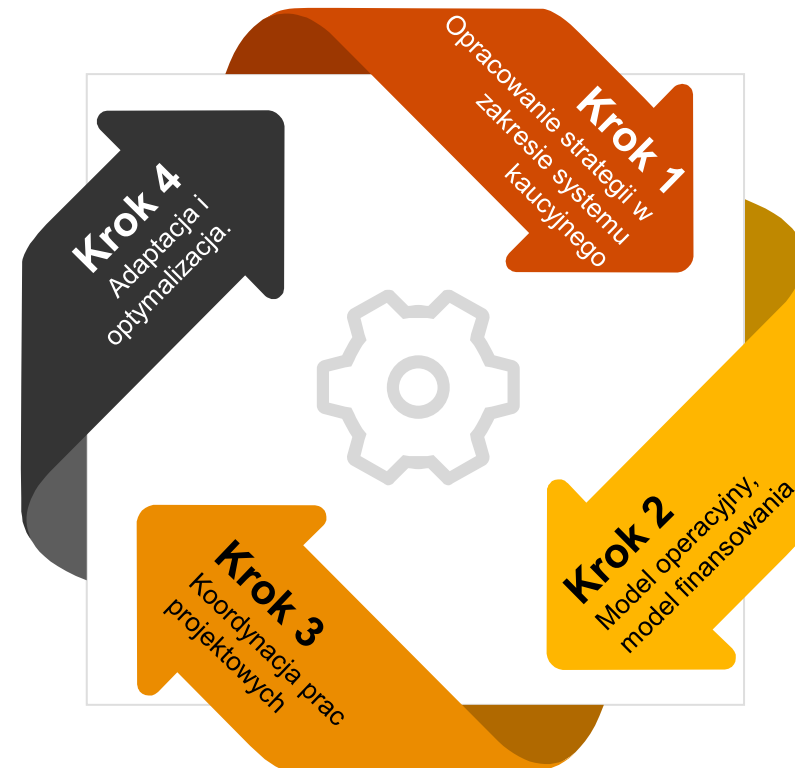 Krok 1
Opracowanie strategii w
zakresie systemu
kaucyjnego
Krok 2
Model operacyjny,
model finansowania
Krok 3
Koordynacja prac
projektowych
Krok 4
Adaptacja i
optymalizacja.